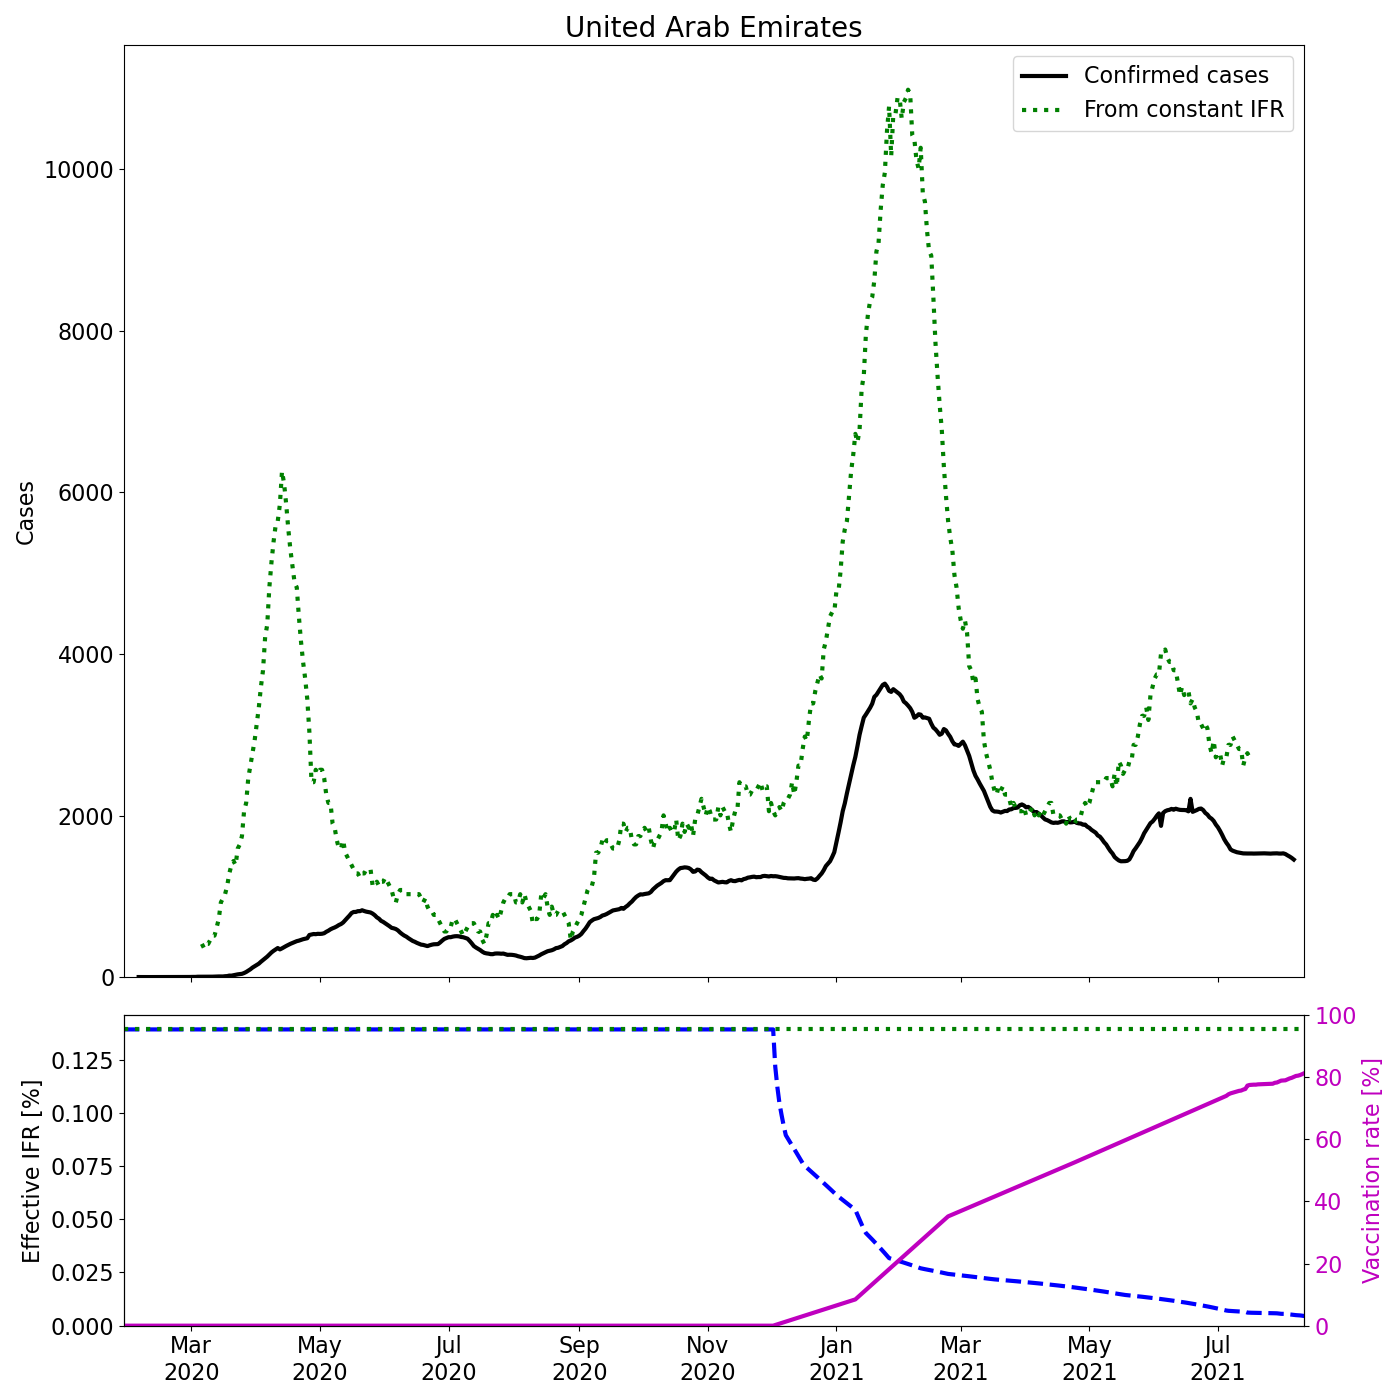 United Arab Emirates
Confirmed cases
From constant IFR
Cases
10000
8000
6000
4000
2000
0
Effective IFR [%]
0.125
0.100
0.075
0.050
0.025
0.000
100
80
60
40
20
0
Vaccination rate [%]
Mar May Jul Sep Nov Jan Mar May Jul
2020 2020 2020 2020 2020 2021 2021 2021 2021